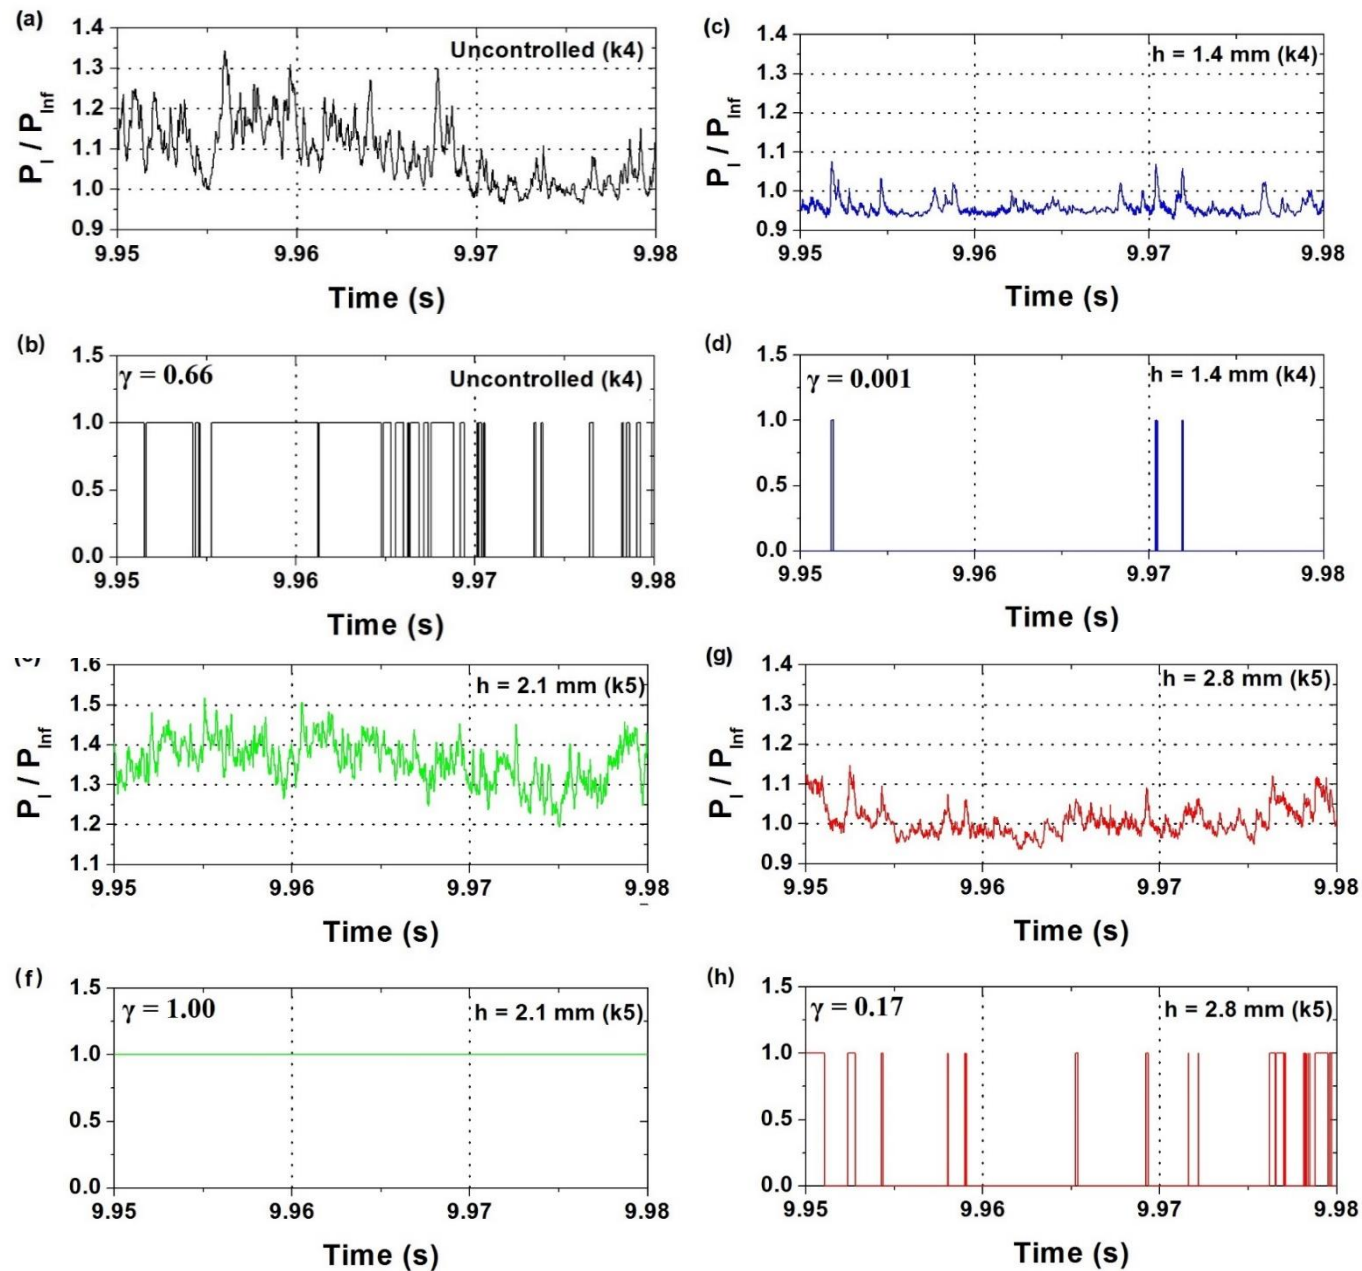 (a)
Uncontrolled (k4)
P_I / P_Inf
1.4
1.3
1.2
1.1
1.0
0.9
9.95 9.96 9.97 9.98
Time (s)
(c)
h = 1.4 mm (k4)
P_I / P_Inf
1.4
1.3
1.2
1.1
1.0
0.9
9.95 9.96 9.97 9.98
Time (s)
(b)
γ = 0.66
Uncontrolled (k4)
1.5
1.0
0.5
0.0
9.95 9.96 9.97 9.98
Time (s)
(d)
γ = 0.001
h = 1.4 mm (k4)
1.5
1.0
0.5
0.0
9.95 9.96 9.97 9.98
Time (s)
h = 2.1 mm (k5)
P_I / P_Inf
1.6
1.5
1.4
1.3
1.2
1.1
9.95 9.96 9.97 9.98
Time (s)
(g)
h = 2.8 mm (k5)
P_I / P_Inf
1.4
1.3
1.2
1.1
1.0
0.9
9.95 9.96 9.97 9.98
Time (s)
(f)
γ = 1.00
h = 2.1 mm (k5)
1.5
1.0
0.5
0.0
9.95 9.96 9.97 9.98
Time (s)
(h)
γ = 0.17
h = 2.8 mm (k5)
1.5
1.0
0.5
0.0
9.95 9.96 9.97 9.98
Time (s)